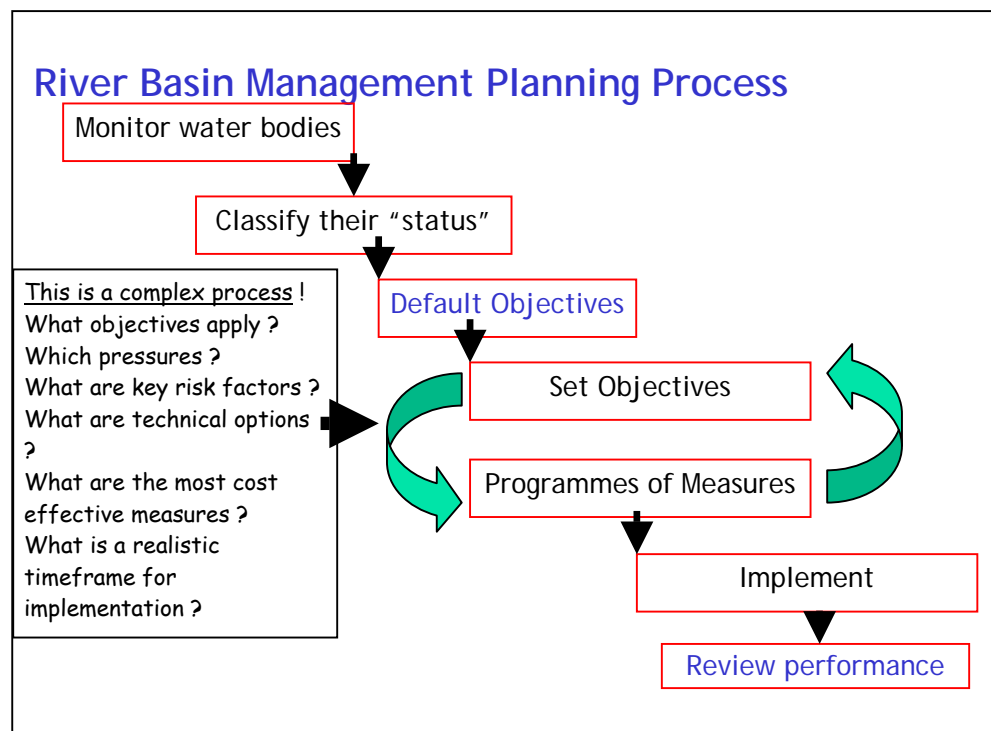 River Basin Management Planning Process
Monitor water bodies
Classify their “status”
Default Objectives
This is a complex process !
What objectives apply ?
Which pressures ?
What are key risk factors ?
What are technical options
?
What are the most cost
effective measures ?
What is a realistic
timeframe for
implementation ?
Set Objectives
Programmes of Measures
Implement
Review performance